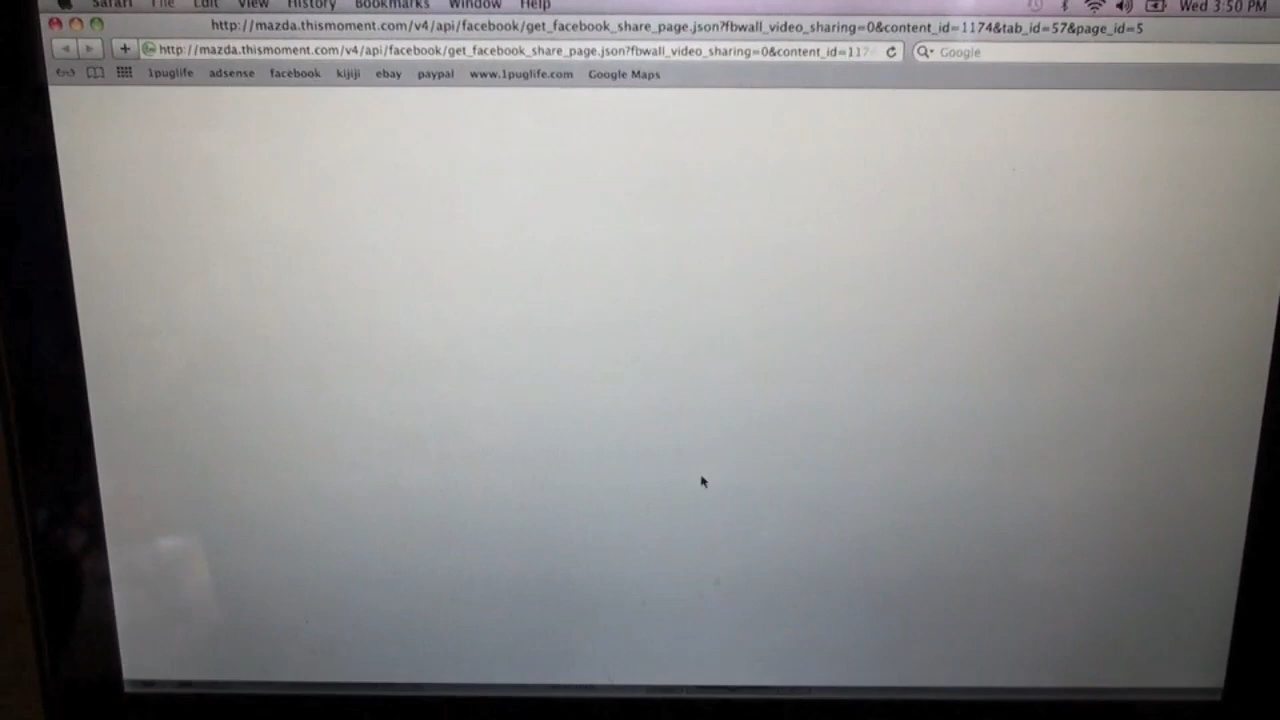 Safari File Edit View History Bookmarks Window Help Wed 3:50 PM
http://mazda.thismoment.com/v4/api/facebook/get_facebook_share_page.json?fbwall_video_sharing=0&content_id=1174&tab_id=57&page_id=5
http://mazda.thismoment.com/v4/api/facebook/get_facebook_share_page.json?fbwall_video_sharing=0&content_id=117 Google
1puglife adsense facebook kijiji ebay paypal www.1puglife.com Google Maps